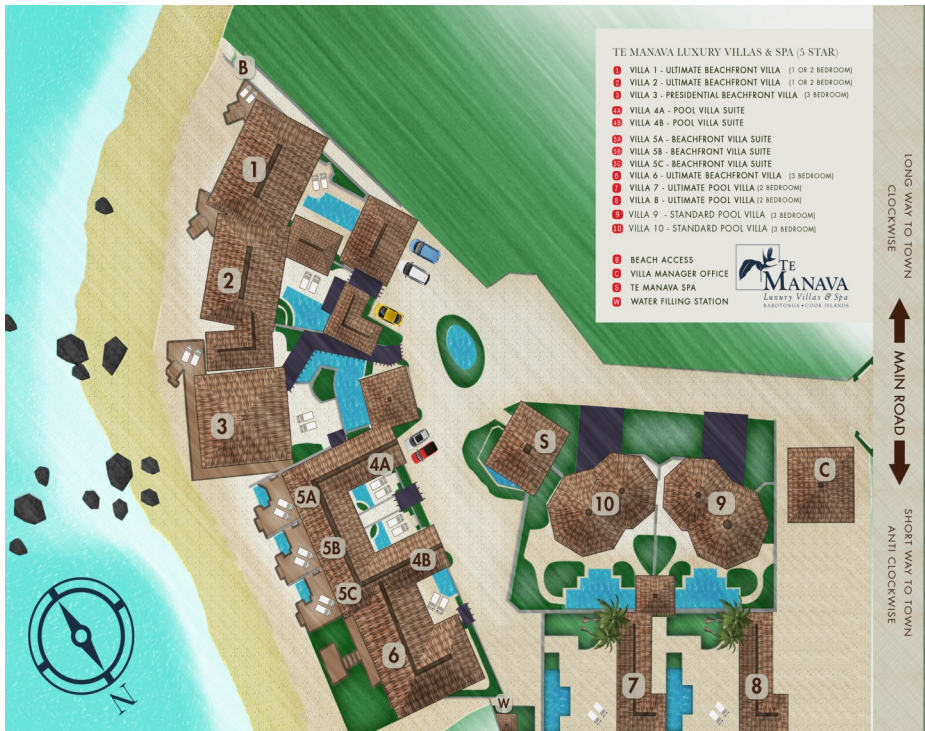 TE MANAVA LUXURY VILLAS & SPA (5 STAR)
1 VILLA 1 - ULTIMATE BEACHFRONT VILLA (1 OR 2 BEDROOM)
2 VILLA 2 - ULTIMATE BEACHFRONT VILLA (1 OR 2 BEDROOM)
3 VILLA 3 - PRESIDENTIAL BEACHFRONT VILLA (3 BEDROOM)
4A VILLA 4A - POOL VILLA SUITE
4B VILLA 4B - POOL VILLA SUITE
5A VILLA 5A - BEACHFRONT VILLA SUITE
5B VILLA 5B - BEACHFRONT VILLA SUITE
5C VILLA 5C - BEACHFRONT VILLA SUITE
6 VILLA 6 - ULTIMATE BEACHFRONT VILLA (3 BEDROOM)
7 VILLA 7 - ULTIMATE POOL VILLA (2 BEDROOM)
8 VILLA 8 - ULTIMATE POOL VILLA (2 BEDROOM)
9 VILLA 9 - STANDARD POOL VILLA (3 BEDROOM)
10 VILLA 10 - STANDARD POOL VILLA (3 BEDROOM)
B BEACH ACCESS
C VILLA MANAGER OFFICE
S TE MANAVA SPA
W WATER FILLING STATION
TE
MANAVA
Luxury Villas & Spa
RAROTONGA • COOK ISLANDS
LONG WAY TO TOWN
CLOCKWISE
MAIN ROAD
SHORT WAY TO TOWN
ANTI CLOCKWISE
B
1
2
3
4A
5A
5B
4B
5C
6
S
10
9
C
7
8
W
N